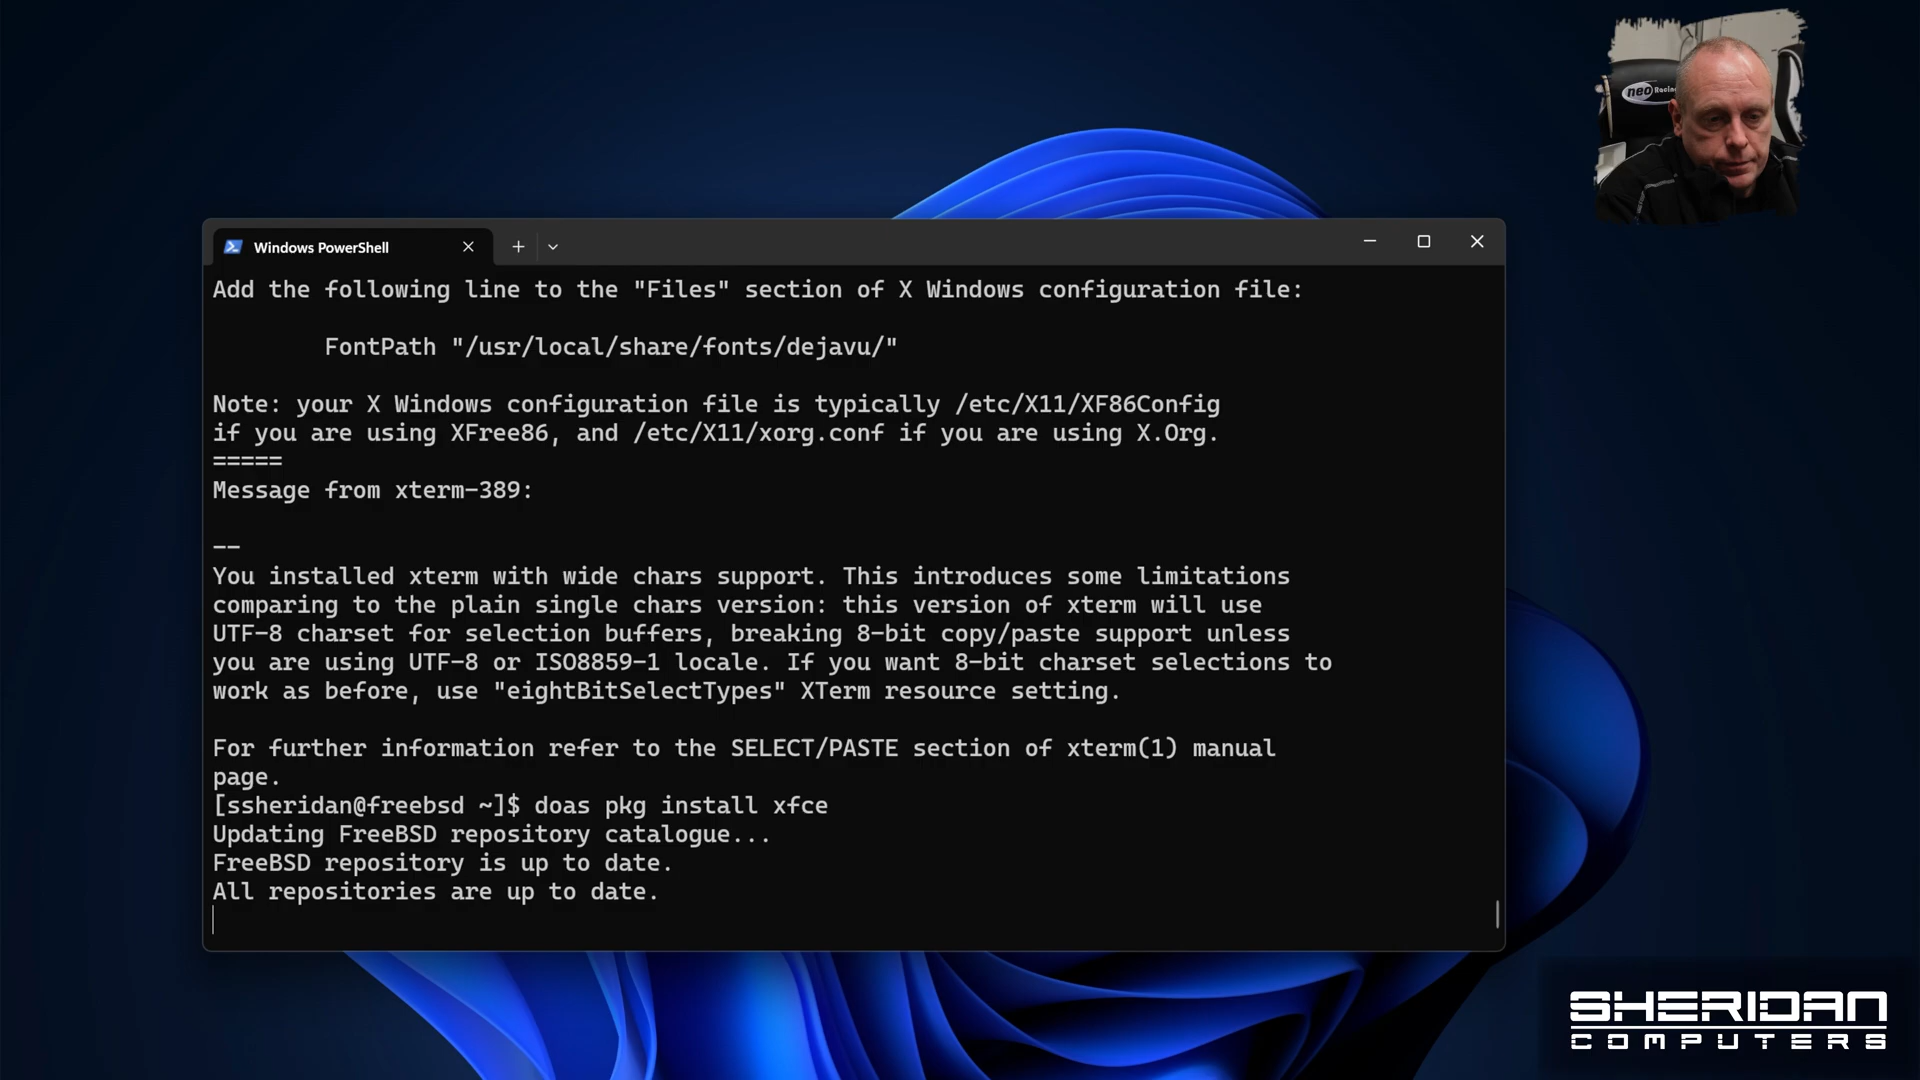 neo Racing
Windows PowerShell
Add the following line to the "Files" section of X Windows configuration file:
FontPath "/usr/local/share/fonts/dejavu/"
Note: your X Windows configuration file is typically /etc/X11/XF86Config
if you are using XFree86, and /etc/X11/xorg.conf if you are using X.Org.
=====
Message from xterm-389:
--
You installed xterm with wide chars support. This introduces some limitations
comparing to the plain single chars version: this version of xterm will use
UTF-8 charset for selection buffers, breaking 8-bit copy/paste support unless
you are using UTF-8 or ISO8859-1 locale. If you want 8-bit charset selections to
work as before, use "eightBitSelectTypes" XTerm resource setting.
For further information refer to the SELECT/PASTE section of xterm(1) manual
page.
[ssheridan@freebsd ~]$ doas pkg install xfce
Updating FreeBSD repository catalogue...
FreeBSD repository is up to date.
All repositories are up to date.
SHERIDAN
COMPUTERS